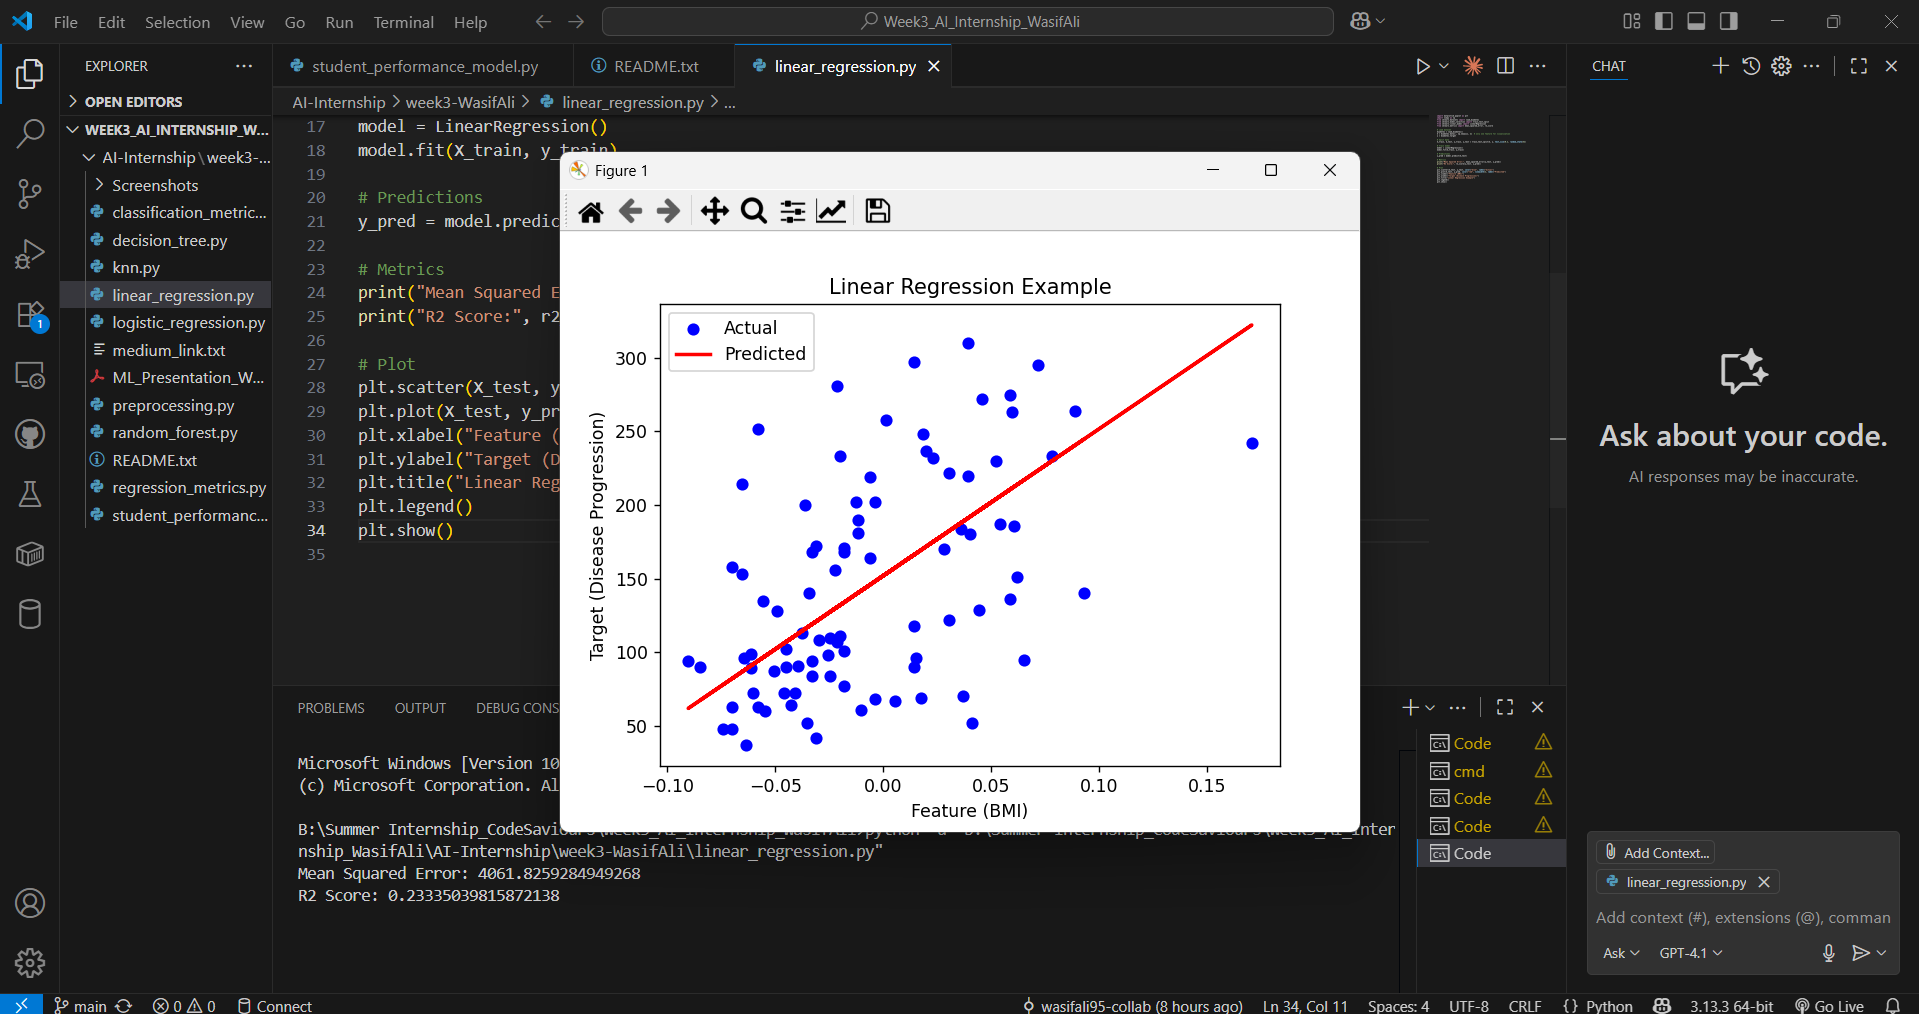 File Edit Selection View Go Run Terminal Help
Week3_AI_Internship_WasifAli
EXPLORER
OPEN EDITORS
WEEK3_AI_INTERNSHIP_W...
AI-Internship\week3-...
Screenshots
classification_metric...
decision_tree.py
knn.py
linear_regression.py
logistic_regression.py
medium_link.txt
ML_Presentation_W...
preprocessing.py
random_forest.py
README.txt
regression_metrics.py
student_performanc...
1
student_performance_model.py
README.txt
linear_regression.py
AI-Internship > week3-WasifAli > linear_regression.py > ...
17 model = LinearRegression()
18 model.fit(X_train, y_train)
19
20 # Predictions
21 y_pred = model.predic
22
23 # Metrics
24 print("Mean Squared E
25 print("R2 Score:", r2
26
27 # Plot
28 plt.scatter(X_test, y
29 plt.plot(X_test, y_pr
30 plt.xlabel("Feature (
31 plt.ylabel("Target (D
32 plt.title("Linear Reg
33 plt.legend()
34 plt.show()
35
Figure 1
Linear Regression Example
Actual
Predicted
Target (Disease Progression)
300
250
200
150
100
50
−0.10 −0.05 0.00 0.05 0.10 0.15
Feature (BMI)
PROBLEMS OUTPUT DEBUG CONS
Microsoft Windows [Version 10
(c) Microsoft Corporation. Al
nship_WasifAli\AI-Internship\week3-WasifAli\linear_regression.py"
Mean Squared Error: 4061.8259284949268
R2 Score: 0.23335039815872138
Code
cmd
Code
Code
Code
CHAT
Ask about your code.
AI responses may be inaccurate.
Add Context...
linear_regression.py
Add context (#), extensions (@), comman
Ask GPT-4.1
main 0 0 Connect wasifali95-collab (8 hours ago) Ln 34, Col 11 Spaces: 4 UTF-8 CRLF {} Python 3.13.3 64-bit Go Live